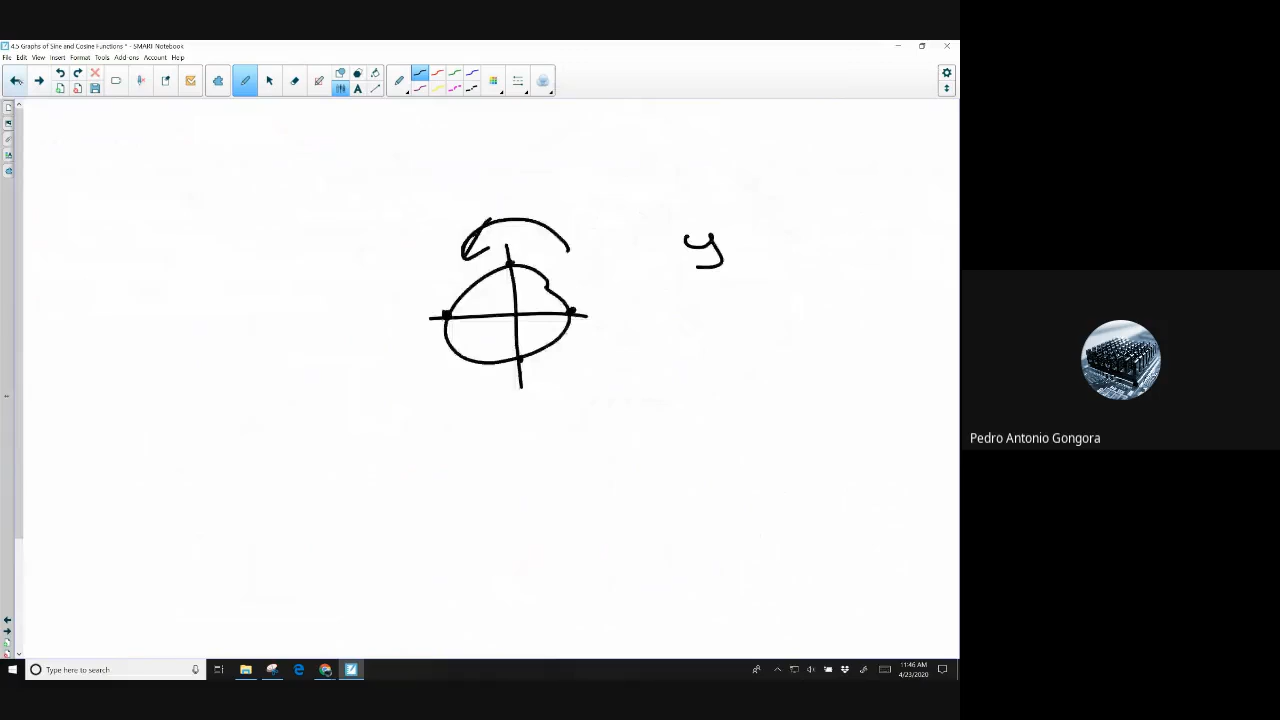 4.5 Graphs of Sine and Cosine Functions * - SMART Notebook
File Edit View Insert Format Tools Add-ons Account Help
A
y
Pedro Antonio Gongora
Type here to search
11:46 AM
4/23/2020